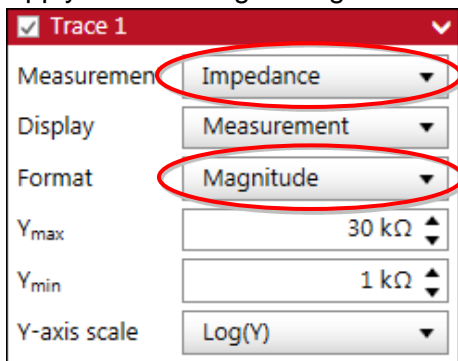 Trace 1
Measuremen Impedance
Display Measurement
Format Magnitude
Ymax 30 kΩ
Ymin 1 kΩ
Y-axis scale Log(Y)